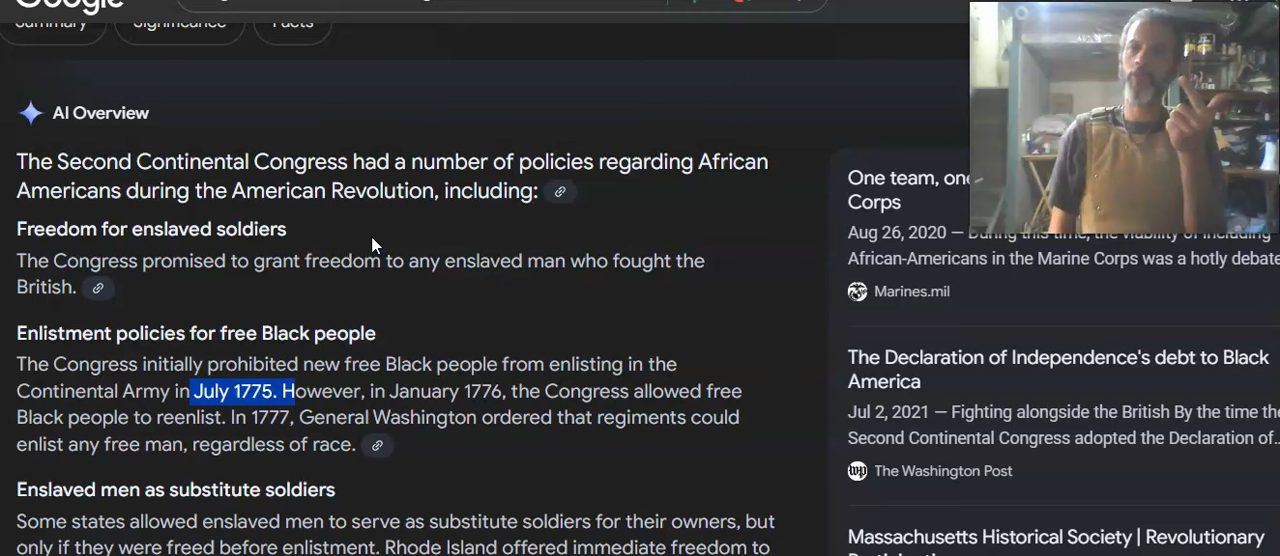 Google
Summary
Significance
Facts
AI Overview
The Second Continental Congress had a number of policies regarding African
Americans during the American Revolution, including:
Freedom for enslaved soldiers
The Congress promised to grant freedom to any enslaved man who fought the
British.
Enlistment policies for free Black people
The Congress initially prohibited new free Black people from enlisting in the
Continental Army in July 1775. However, in January 1776, the Congress allowed free
Black people to reenlist. In 1777, General Washington ordered that regiments could
enlist any free man, regardless of race.
Enslaved men as substitute soldiers
Some states allowed enslaved men to serve as substitute soldiers for their owners, but
only if they were freed before enlistment. Rhode Island offered immediate freedom to
One team, one
Corps
Aug 26, 2020 — During this time, the viability of including
African-Americans in the Marine Corps was a hotly debate
Marines.mil
The Declaration of Independence's debt to Black
America
Jul 2, 2021 — Fighting alongside the British By the time the
Second Continental Congress adopted the Declaration of...
wp
The Washington Post
Massachusetts Historical Society | Revolutionary